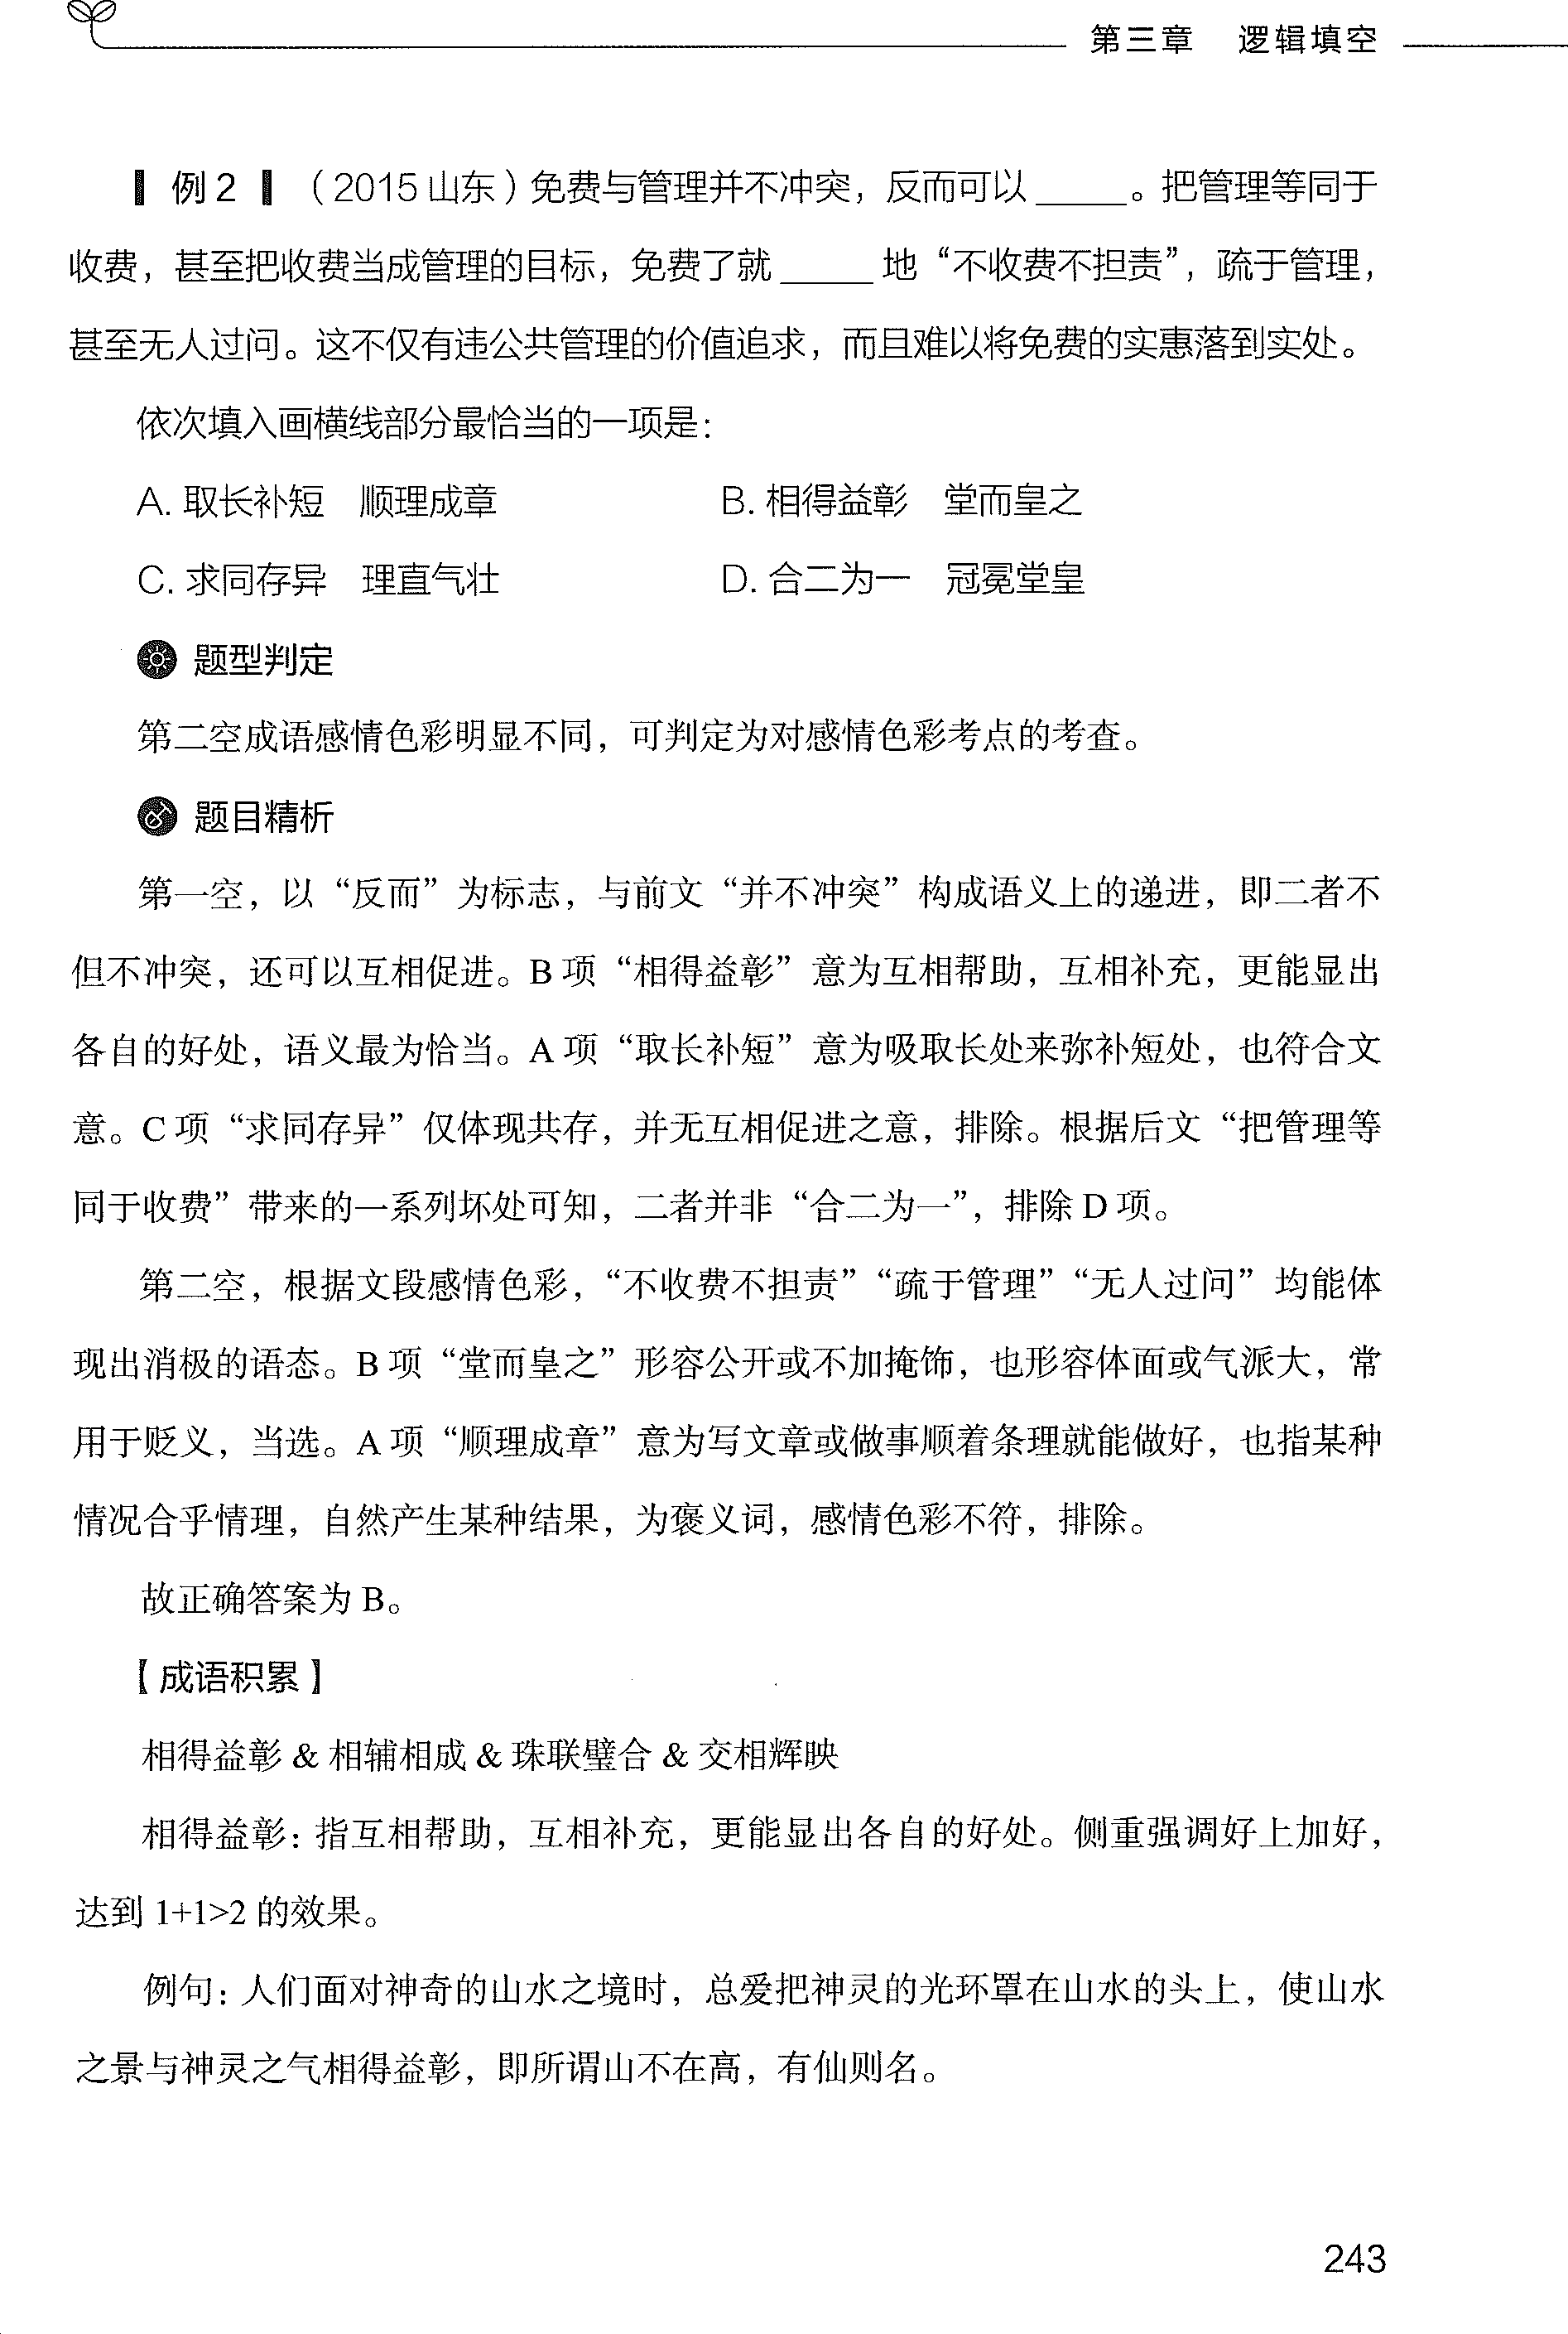 第三章 逻辑填空
例2 （2015山东）免费与管理并不冲突，反而可以_____。把管理等同于
收费，甚至把收费当成管理的目标，免费了就_____地“不收费不担责”，疏于管理，
甚至无人过问。这不仅有违公共管理的价值追求，而且难以将免费的实惠落到实处。
依次填入画横线部分最恰当的一项是：
A. 取长补短 顺理成章 B. 相得益彰 堂而皇之
C. 求同存异 理直气壮 D. 合二为一 冠冕堂皇
题型判定
第二空成语感情色彩明显不同，可判定为对感情色彩考点的考查。
题目精析
第一空，以“反而”为标志，与前文“并不冲突”构成语义上的递进，即二者不
但不冲突，还可以互相促进。B 项“相得益彰”意为互相帮助，互相补充，更能显出
各自的好处，语义最为恰当。A 项“取长补短”意为吸取长处来弥补短处，也符合文
意。C 项“求同存异”仅体现共存，并无互相促进之意，排除。根据后文“把管理等
同于收费”带来的一系列坏处可知，二者并非“合二为一”，排除 D 项。
第二空，根据文段感情色彩，“不收费不担责”“疏于管理”“无人过问”均能体
现出消极的语态。B 项“堂而皇之”形容公开或不加掩饰，也形容体面或气派大，常
用于贬义，当选。A 项“顺理成章”意为写文章或做事顺着条理就能做好，也指某种
情况合乎情理，自然产生某种结果，为褒义词，感情色彩不符，排除。
故正确答案为 B。
【成语积累】
相得益彰 & 相辅相成 & 珠联璧合 & 交相辉映
相得益彰：指互相帮助，互相补充，更能显出各自的好处。侧重强调好上加好，
达到 1+1>2 的效果。
例句：人们面对神奇的山水之境时，总爱把神灵的光环罩在山水的头上，使山水
之景与神灵之气相得益彰，即所谓山不在高，有仙则名。
243